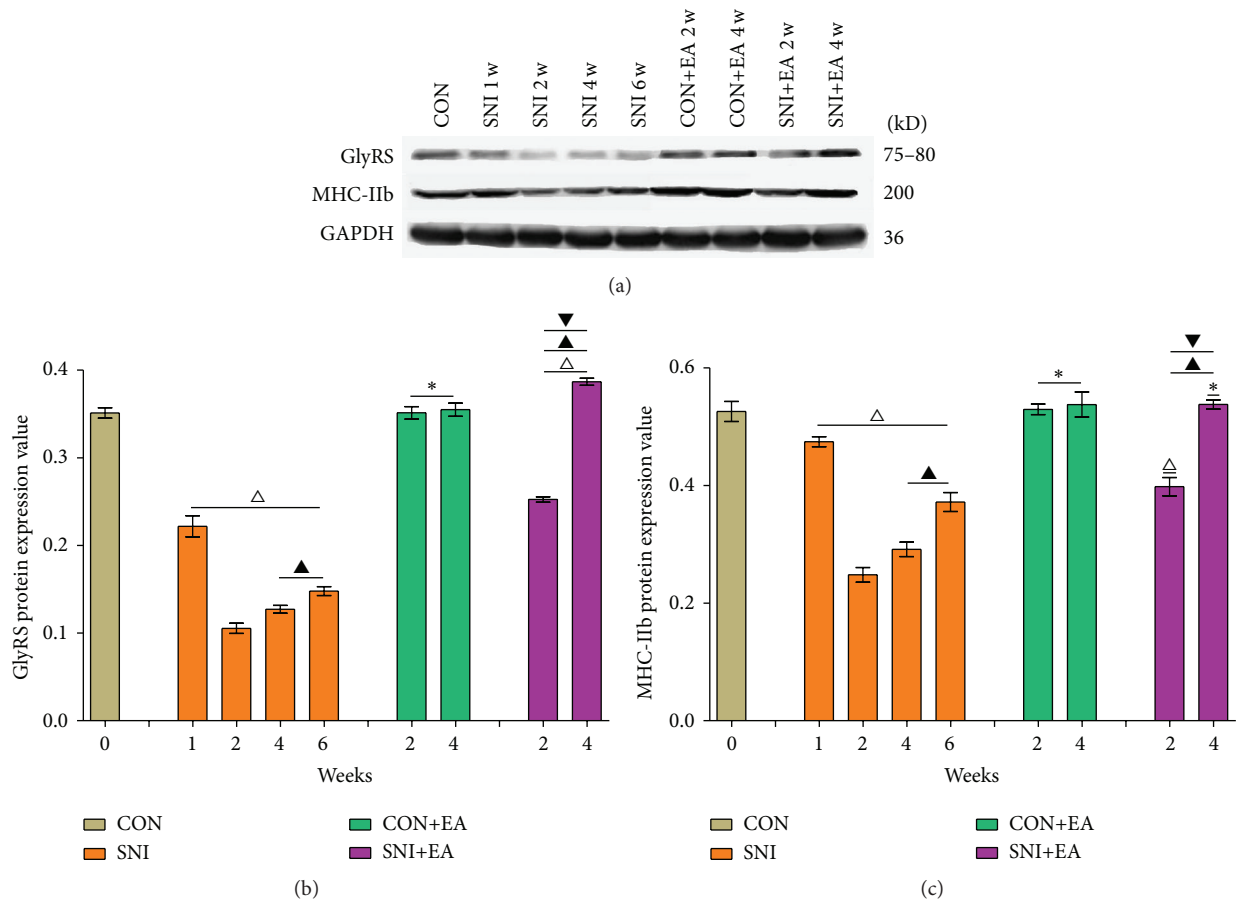 CON
SNI 1 w
SNI 2 w
SNI 4 w
SNI 6 w
CON+EA 2 w
CON+EA 4 w
SNI+EA 2 w
SNI+EA 4 w
(kD)
GlyRS 75–80
MHC-IIb 200
GAPDH 36
(a)
GlyRS protein expression value
0.4
0.3
0.2
0.1
0.0
△
▲
*
▼
▲
△
0 1 2 4 6 2 4 2 4
Weeks
CON CON+EA
SNI SNI+EA
(b)
MHC-IIb protein expression value
0.6
0.4
0.2
0.0
△
▲
*
▼
▲
*
△
0 1 2 4 6 2 4 2 4
Weeks
CON CON+EA
SNI SNI+EA
(c)